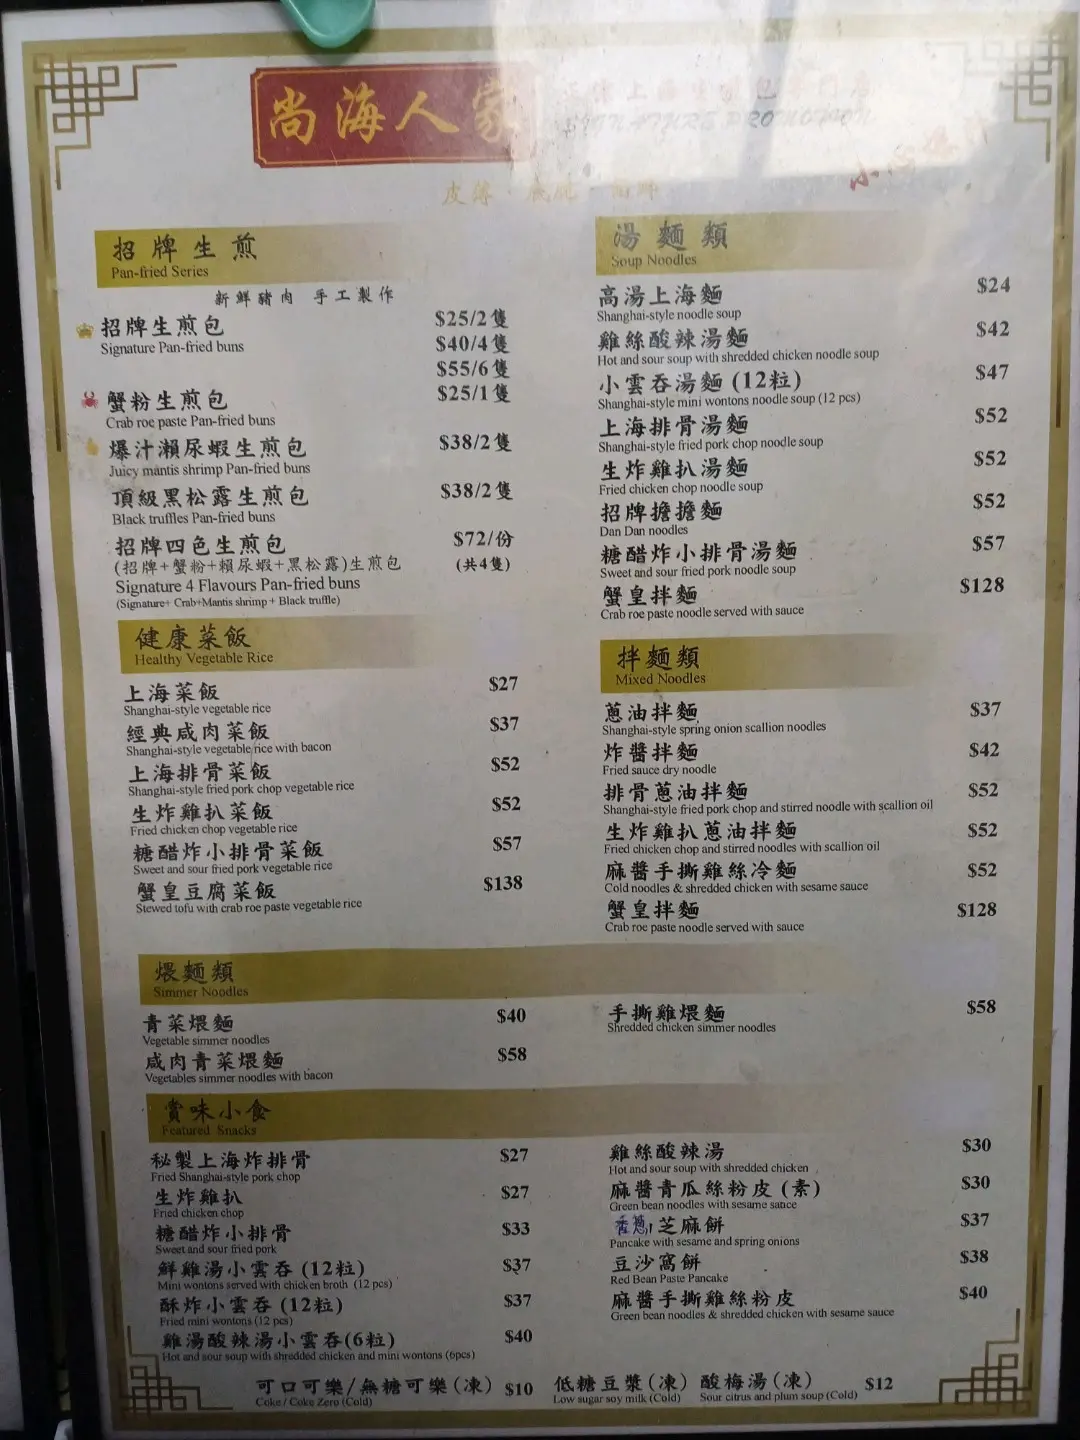 尚海人家
皮薄
招牌生煎
Pan-fried Series
新鮮豬肉 手工製作
招牌生煎包 $25/2隻
Signature Pan-fried buns $40/4隻
$55/6隻
蟹粉生煎包 $25/1隻
Crab roe paste Pan-fried buns
爆汁瀨尿蝦生煎包 $38/2隻
Juicy mantis shrimp Pan-fried buns
頂級黑松露生煎包 $38/2隻
Black truffles Pan-fried buns
招牌四色生煎包 $72/份
(招牌+蟹粉+瀨尿蝦+黑松露)生煎包 (共4隻)
Signature 4 Flavours Pan-fried buns
(Signature+ Crab+Mantis shrimp + Black truffle)
健康菜飯
Healthy Vegetable Rice
上海菜飯 $27
Shanghai-style vegetable rice
經典咸肉菜飯 $37
Shanghai-style vegetable rice with bacon
上海排骨菜飯 $52
Shanghai-style fried pork chop vegetable rice
生炸雞扒菜飯 $52
Fried chicken chop vegetable rice
糖醋炸小排骨菜飯 $57
Sweet and sour fried pork vegetable rice
蟹皇豆腐菜飯 $138
Stewed tofu with crab roe paste vegetable rice
湯麵類
Soup Noodles
高湯上海麵 $24
Shanghai-style noodle soup
雞絲酸辣湯麵 $42
Hot and sour soup with shredded chicken noodle soup
小雲吞湯麵 (12粒) $47
Shanghai-style mini wontons noodle soup (12 pcs)
上海排骨湯麵 $52
Shanghai-style fried pork chop noodle soup
生炸雞扒湯麵 $52
Fried chicken chop noodle soup
招牌擔擔麵 $52
Dan Dan noodles
糖醋炸小排骨湯麵 $57
Sweet and sour fried pork noodle soup
蟹皇拌麵 $128
Crab roe paste noodle served with sauce
拌麵類
Mixed Noodles
蔥油拌麵 $37
Shanghai-style spring onion scallion noodles
炸醬拌麵 $42
Fried sauce dry noodle
排骨蔥油拌麵 $52
Shanghai-style fried pork chop and stirred noodle with scallion oil
生炸雞扒蔥油拌麵 $52
Fried chicken chop and stirred noodles with scallion oil
麻醬手撕雞絲冷麵 $52
Cold noodles & shredded chicken with sesame sauce
蟹皇拌麵 $128
Crab roe paste noodle served with sauce
煨麵類
Simmer Noodles
青菜煨麵 $40
Vegetable simmer noodles
咸肉青菜煨麵 $58
Vegetables simmer noodles with bacon
手撕雞煨麵 $58
Shredded chicken simmer noodles
賞味小食
Featured Snacks
秘製上海炸排骨 $27
Fried Shanghai-style pork chop
生炸雞扒 $27
Fried chicken chop
糖醋炸小排骨 $33
Sweet and sour fried pork
鮮雞湯小雲吞 (12粒) $37
Mini wontons served with chicken broth (12 pcs)
酥炸小雲吞 (12粒) $37
Fried mini wontons (12 pcs)
雞湯酸辣湯小雲吞(6粒) $40
Hot and sour soup with shredded chicken and mini wontons (6pcs)
雞絲酸辣湯 $30
Hot and sour soup with shredded chicken
麻醬青瓜絲粉皮 (素) $30
Green bean noodles with sesame sauce
香蔥芝麻餅 $37
Pancake with sesame and spring onions
豆沙窩餅 $38
Red Bean Paste Pancake
麻醬手撕雞絲粉皮 $40
Green bean noodles & shredded chicken with sesame sauce
可口可樂/無糖可樂(凍) $10 低糖豆漿(凍) 酸梅湯(凍) $12
Coke / Coke Zero (Cold) Low sugar soy milk (Cold) Sour citrus and plum soup (Cold)